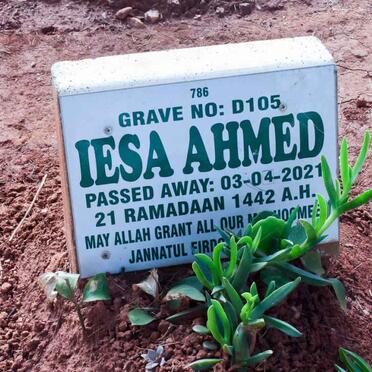 786
GRAVE NO: D105
IESA AHMED
PASSED AWAY: 03-04-2021
21 RAMADAAN 1442 A.H.
MAY ALLAH GRANT ALL OUR
JANNATUL